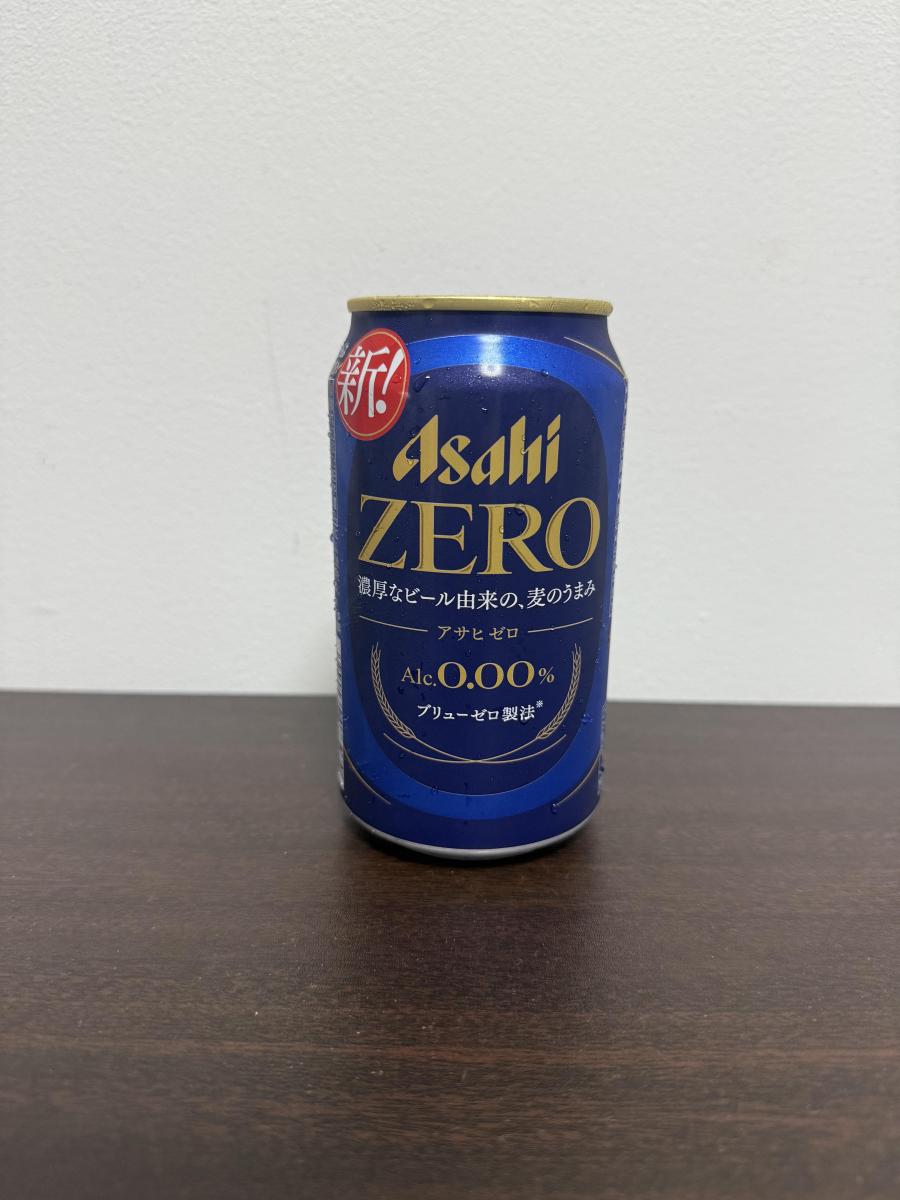 新!
Asahi
ZERO
濃厚なビール由来の、麦のうまみ
アサヒ ゼロ
Alc.0.00%
ブリューゼロ製法※